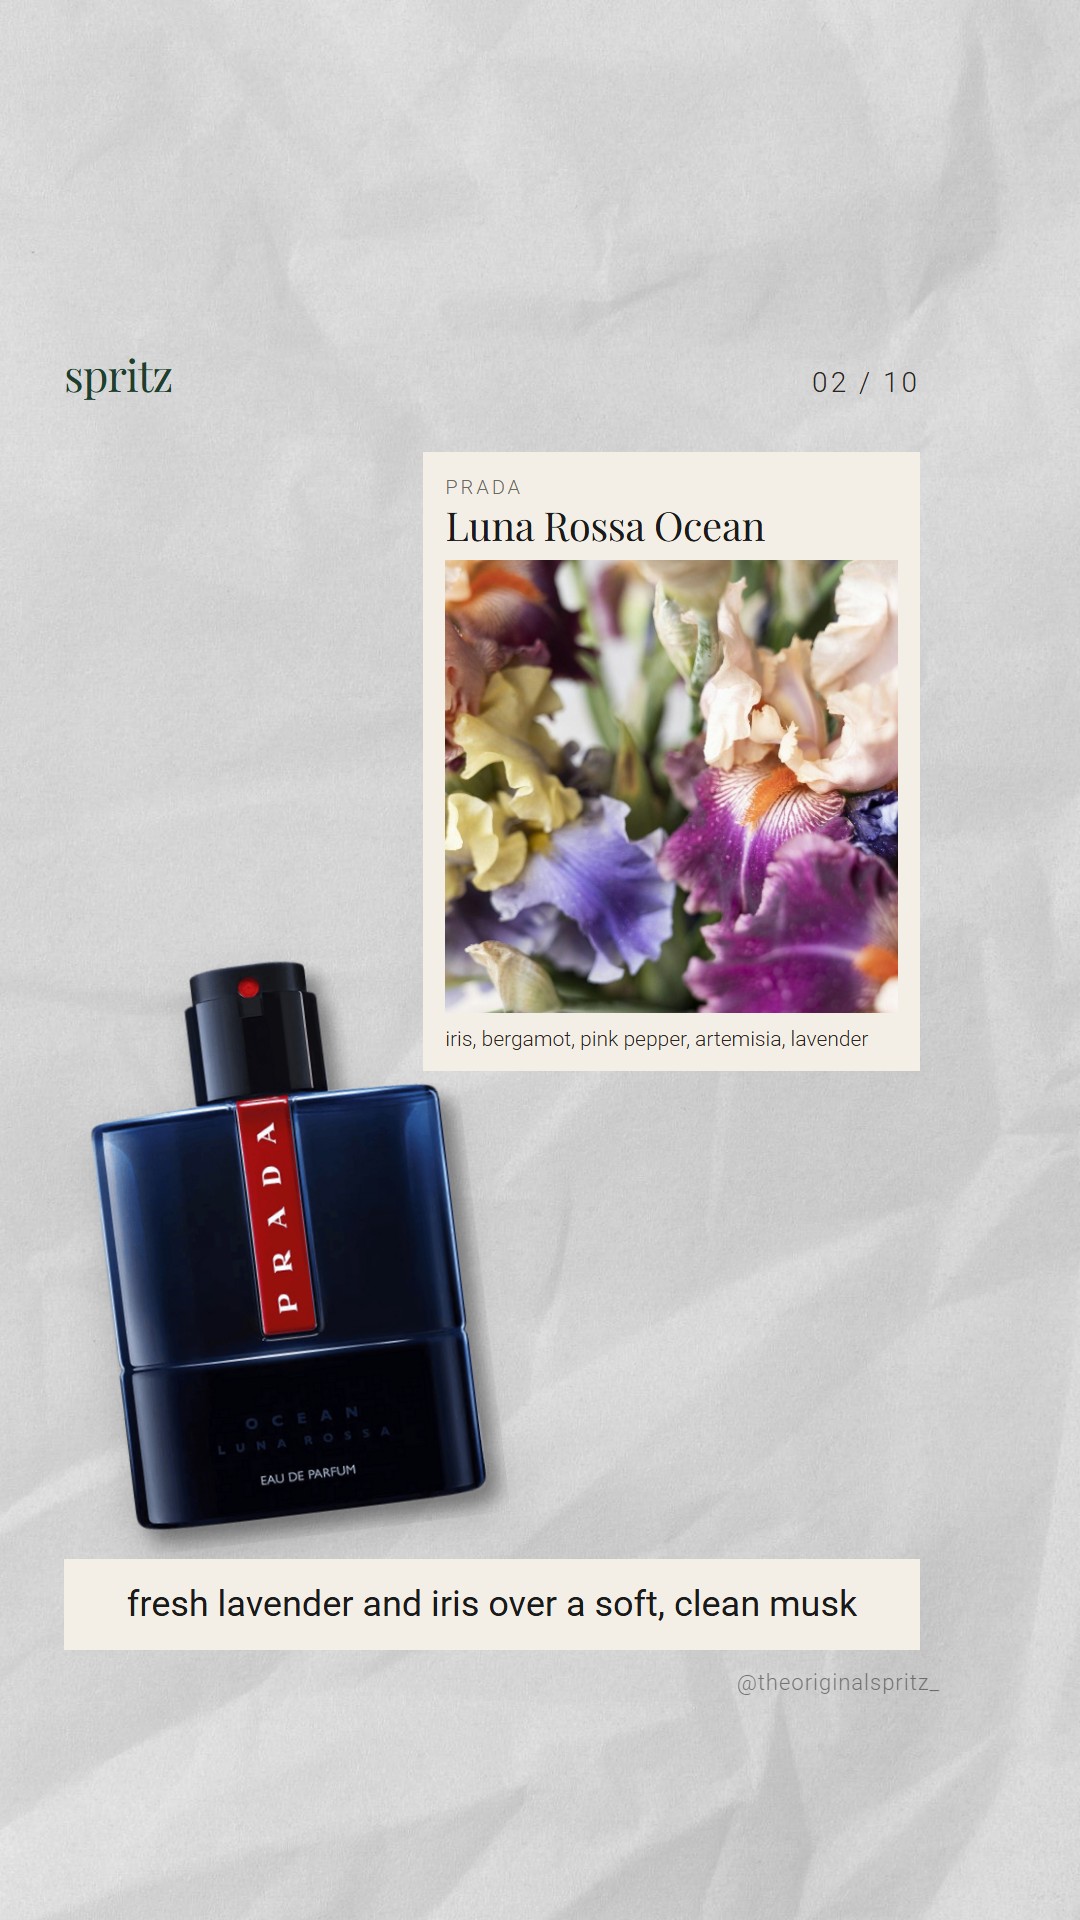 spritz
02 / 10
PRADA
Luna Rossa Ocean
iris, bergamot, pink pepper, artemisia, lavender
PRADA
OCEAN
LUNA ROSSA
EAU DE PARFUM
fresh lavender and iris over a soft, clean musk
@theoriginalspritz_